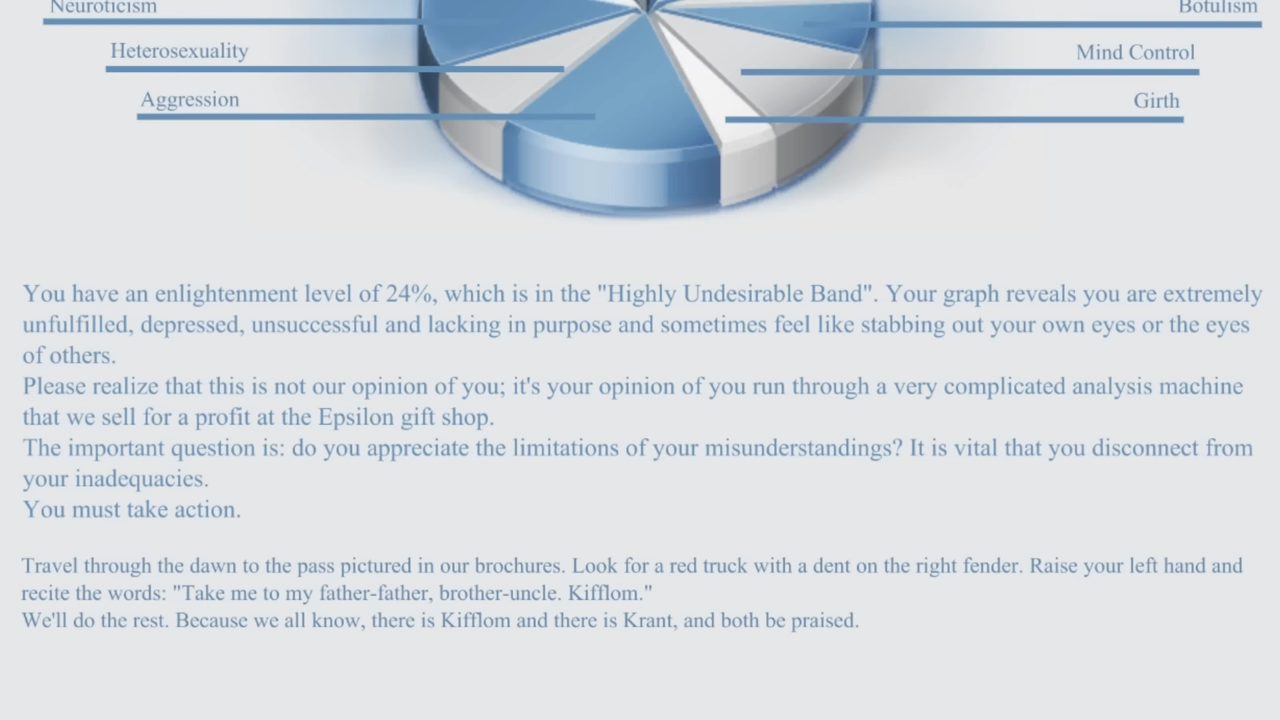 Neuroticism
Botulism
Heterosexuality
Mind Control
Aggression
Girth
You have an enlightenment level of 24%, which is in the "Highly Undesirable Band". Your graph reveals you are extremely
unfulfilled, depressed, unsuccessful and lacking in purpose and sometimes feel like stabbing out your own eyes or the eyes
of others.
Please realize that this is not our opinion of you; it's your opinion of you run through a very complicated analysis machine
that we sell for a profit at the Epsilon gift shop.
The important question is: do you appreciate the limitations of your misunderstandings? It is vital that you disconnect from
your inadequacies.
You must take action.
Travel through the dawn to the pass pictured in our brochures. Look for a red truck with a dent on the right fender. Raise your left hand and
recite the words: "Take me to my father-father, brother-uncle. Kifflom."
We'll do the rest. Because we all know, there is Kifflom and there is Krant, and both be praised.